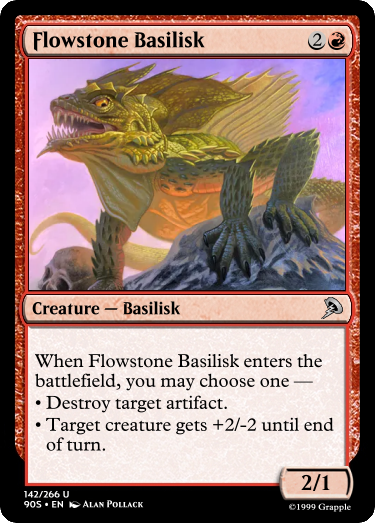 Flowstone Basilisk 2
Creature — Basilisk
When Flowstone Basilisk enters the
battlefield, you may choose one —
• Destroy target artifact.
• Target creature gets +2/-2 until end
of turn.
2/1
142/266 U
90S • EN Alan Pollack
©1999 Grapple